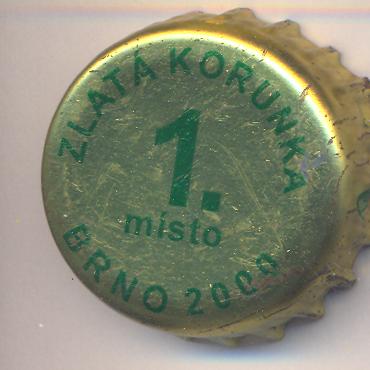 ZLATÁ KORUNKA
1.
místo
BRNO 2000